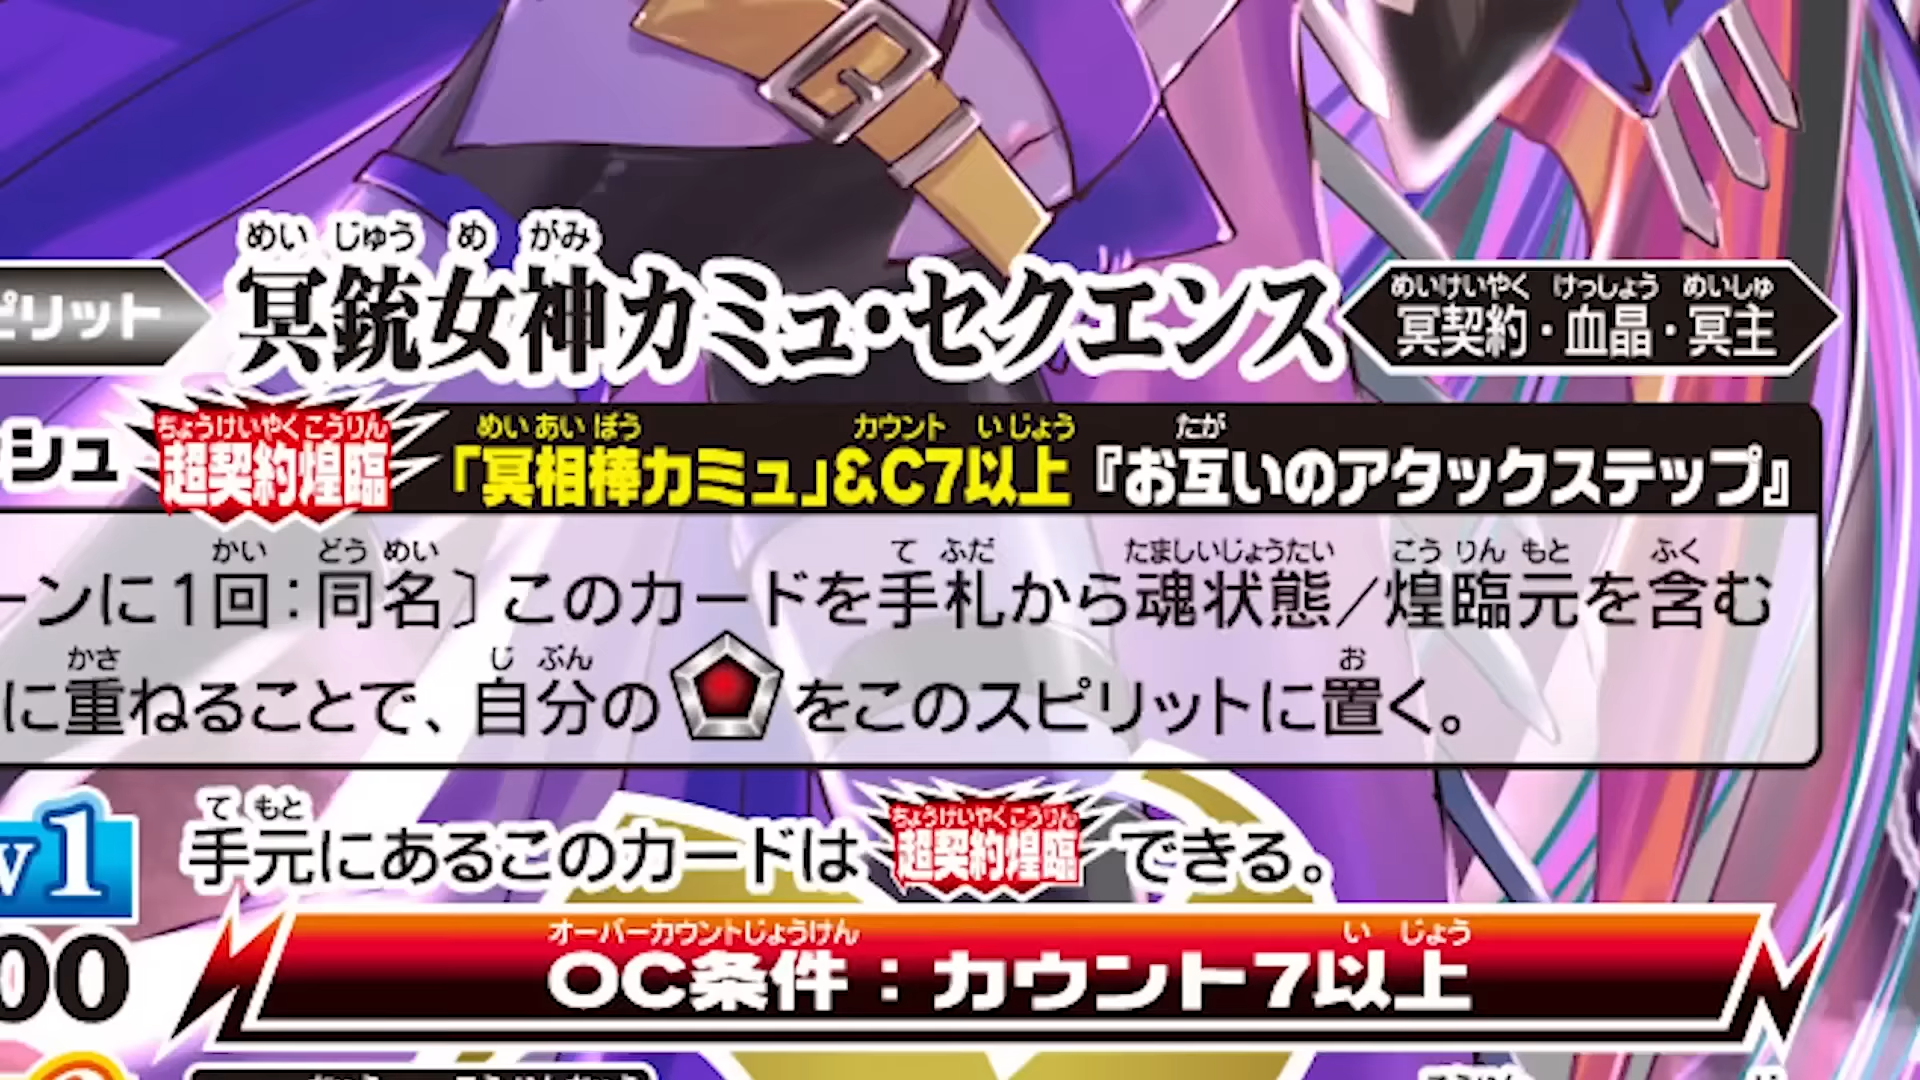 めいじゅうめがみ
ピリット 冥銃女神カミュ・セクエンス
めいけいやく けっしょう めいしゅ
冥契約・血晶・冥主
ちょうけいやくこうりん めいあいぼう カウント いじょう たが
シュ 超契約煌臨 「冥相棒カミュ」&C7以上『お互いのアタックステップ』
かい どうめい てふだ たましいじょうたい こうりんもと ふく
ーンに1回:同名〕このカードを手札から魂状態/煌臨元を含む
かさ じぶん お
に重ねることで、自分の をこのスピリットに置く。
てもと ちょうけいやくこうりん
v1 手元にあるこのカードは 超契約煌臨 できる。
00
オーバーカウントじょうけん いじょう
OC条件:カウント7以上